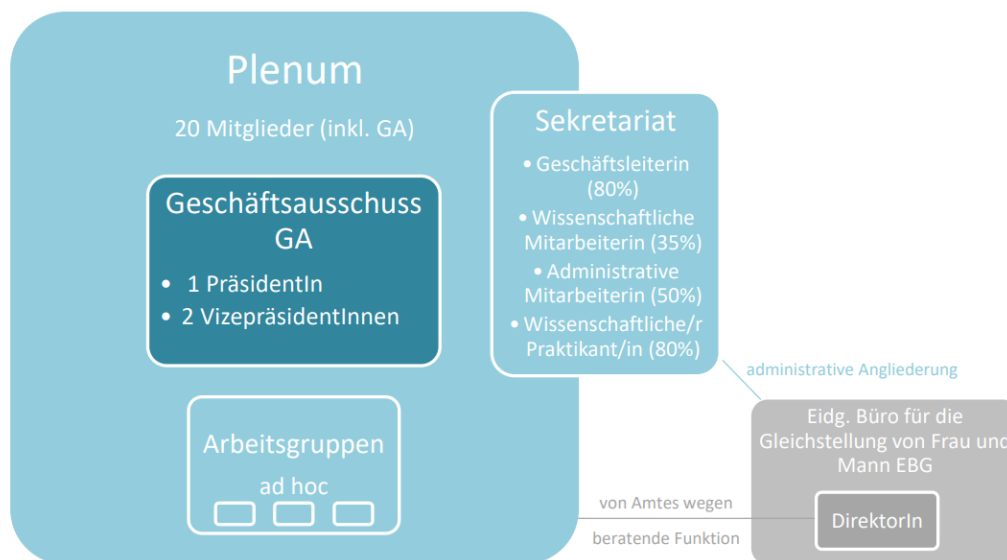 Plenum
20 Mitglieder (inkl. GA)
Geschäftsausschuss
GA
• 1 PräsidentIn
• 2 VizepräsidentInnen
Arbeitsgruppen
ad hoc
Sekretariat
• Geschäftsleiterin
(80%)
• Wissenschaftliche
Mitarbeiterin (35%)
• Administrative
Mitarbeiterin (50%)
• Wissenschaftliche/r
Praktikant/in (80%)
administrative Angliederung
Eidg. Büro für die
Gleichstellung von Frau und
Mann EBG
DirektorIn
von Amtes wegen
beratende Funktion